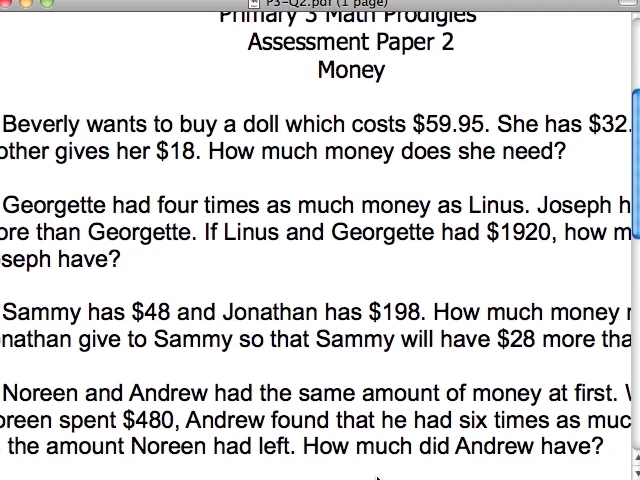 P3-Q2.pdf (1 page)
Primary 3 Math Prodigies
Assessment Paper 2
Money
Beverly wants to buy a doll which costs $59.95. She has $32.
other gives her $18. How much money does she need?
Georgette had four times as much money as Linus. Joseph h
ore than Georgette. If Linus and Georgette had $1920, how m
oseph have?
Sammy has $48 and Jonathan has $198. How much money
nathan give to Sammy so that Sammy will have $28 more tha
Noreen and Andrew had the same amount of money at first.
oreen spent $480, Andrew found that he had six times as muc
the amount Noreen had left. How much did Andrew have?